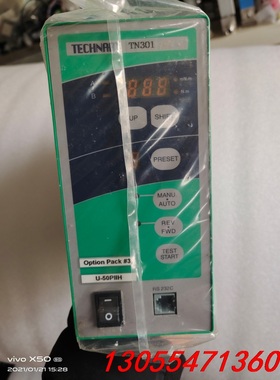 TECHNART TN301
UP
SHIFT
PRESET
MANU
AUTO
REV
FWD
TEST
START
Option Pack #3
U-50P8H
RS232C
vivo X50
2021/01/21 15:28
13055471360